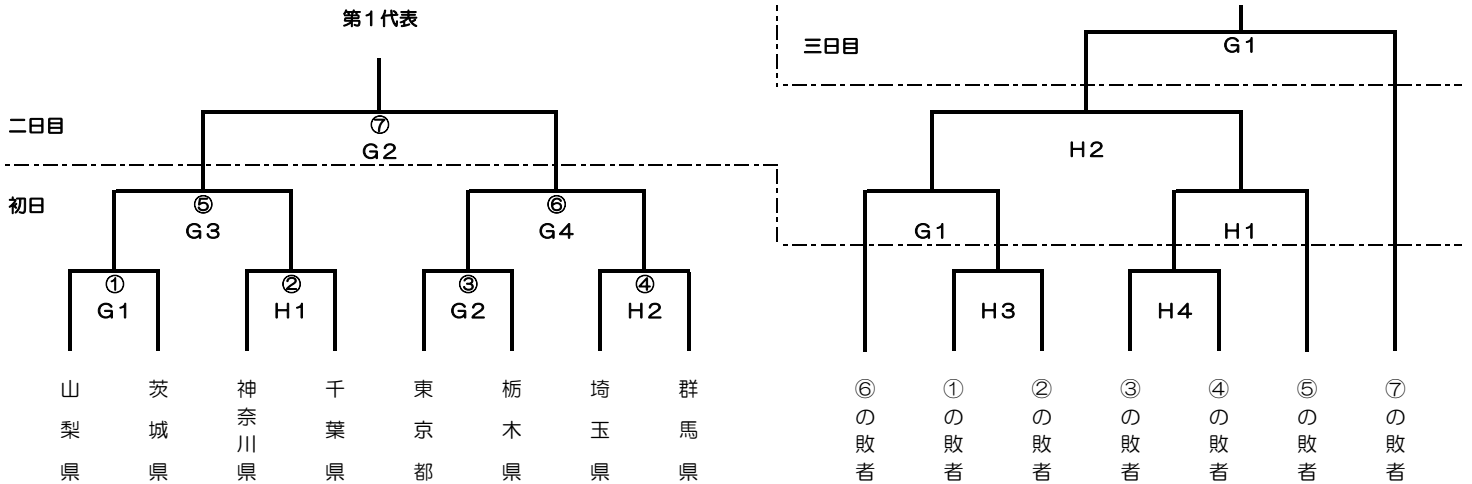 第1代表
二日目
⑦
G2
初日
⑤
G3
⑥
G4
①
G1
②
H1
③
G2
④
H2
山梨県
茨城県
神奈川県
千葉県
東京都
栃木県
埼玉県
群馬県
三日目
G1
H2
G1
H1
H3
H4
⑥の敗者
①の敗者
②の敗者
③の敗者
④の敗者
⑤の敗者
⑦の敗者